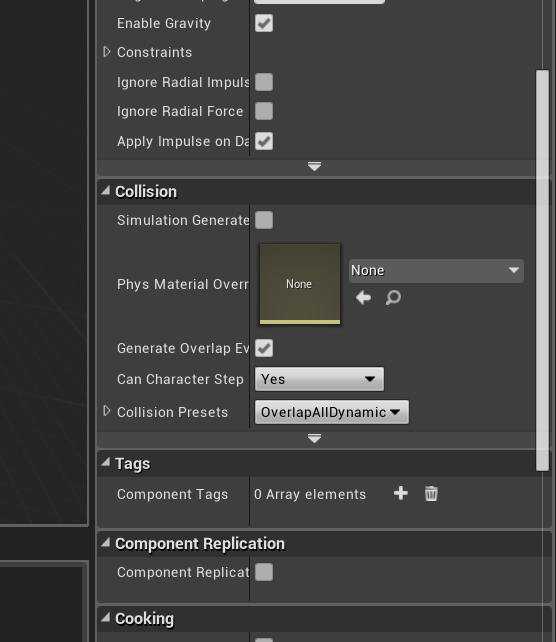 Enable Gravity
Constraints
Ignore Radial Impuls
Ignore Radial Force
Apply Impulse on Da
Collision
Simulation Generate
Phys Material Overr
None
None
Generate Overlap Ev
Can Character Step
Yes
Collision Presets
OverlapAllDynamic
Tags
Component Tags
0 Array elements
Component Replication
Component Replicat
Cooking